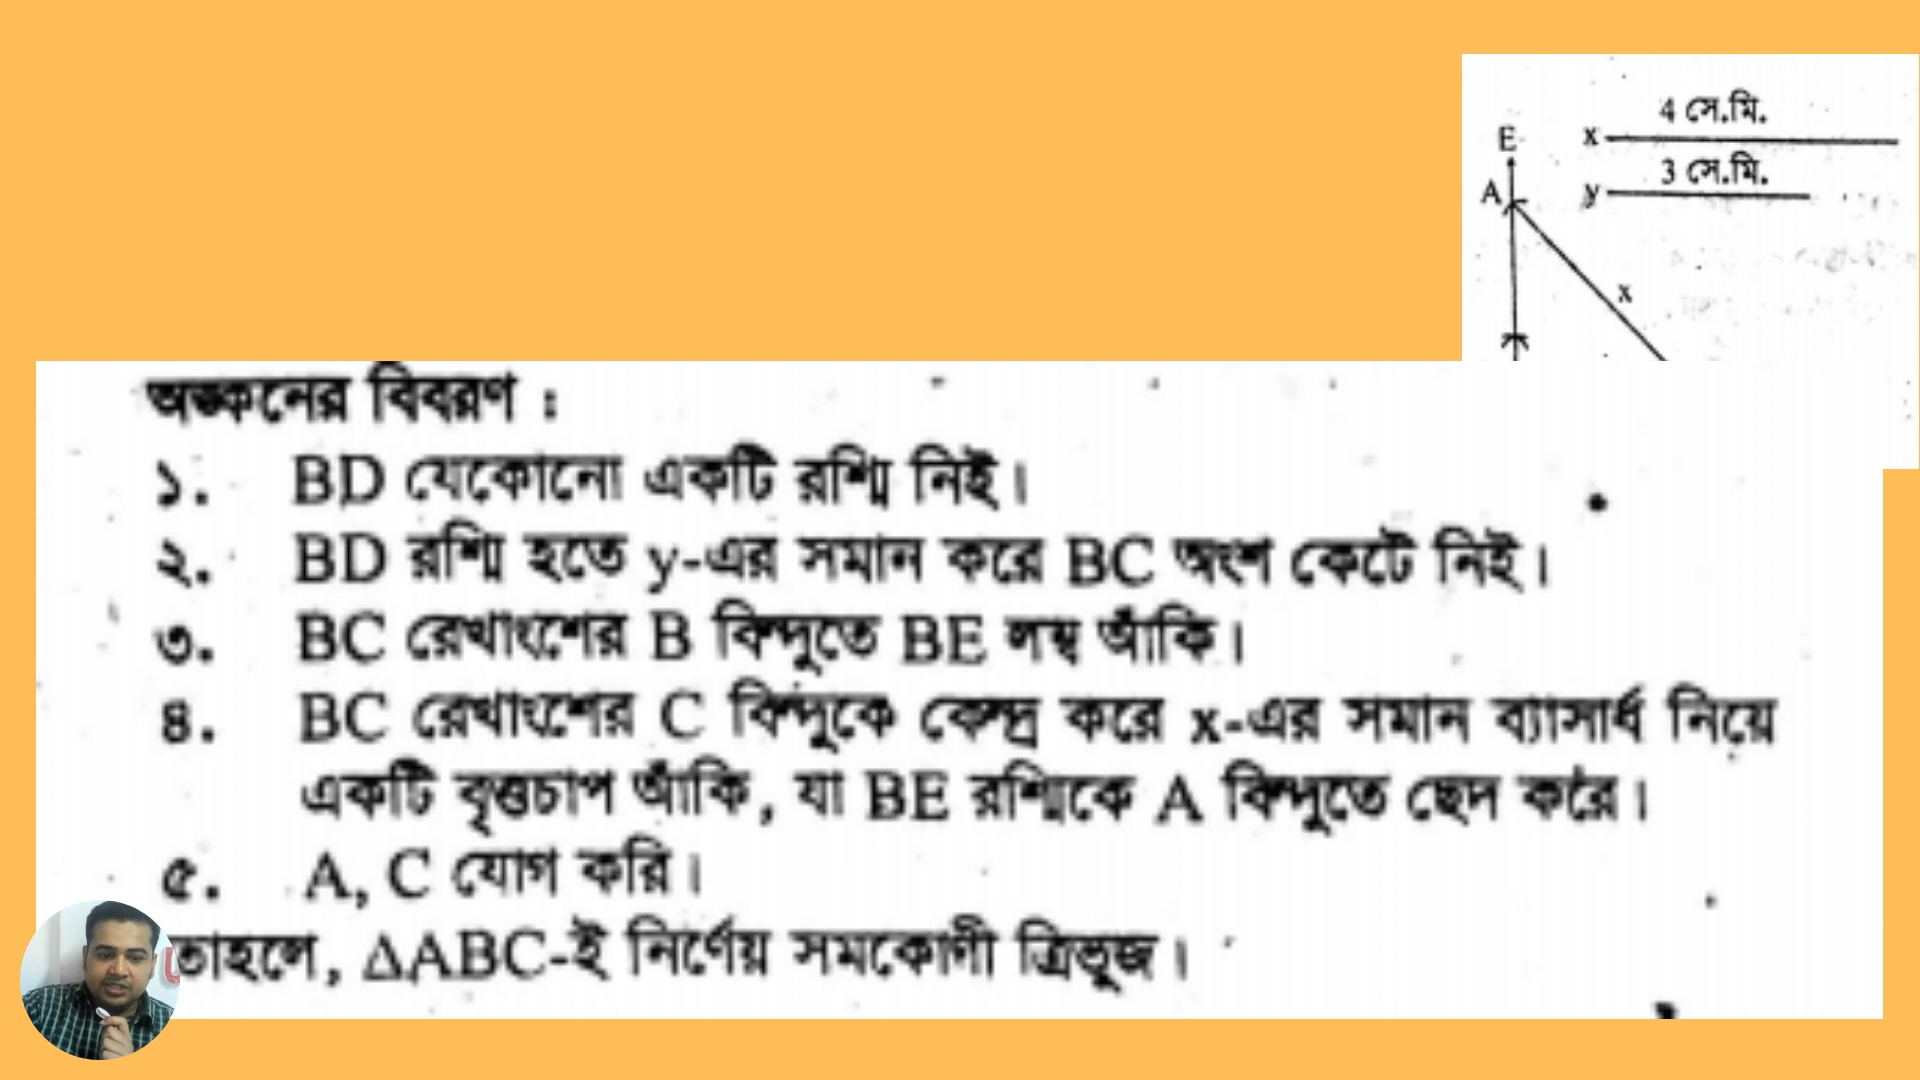 4 সে.মি.
E
x
3 সে.মি.
A
y
x
অঙ্কনের বিবরণ :
১. BD যেকোনো একটি রশ্মি নিই।
২. BD রশ্মি হতে y-এর সমান করে BC অংশ কেটে নিই।
৩. BC রেখাংশের B বিন্দুতে BE লম্ব আঁকি।
৪. BC রেখাংশের C বিন্দুকে কেন্দ্র করে x-এর সমান ব্যাসার্ধ নিয়ে
একটি বৃত্তচাপ আঁকি, যা BE রশ্মিকে A বিন্দুতে ছেদ করে।
৫. A, C যোগ করি।
তাহলে, ΔABC-ই নির্ণেয় সমকোণী ত্রিভুজ।